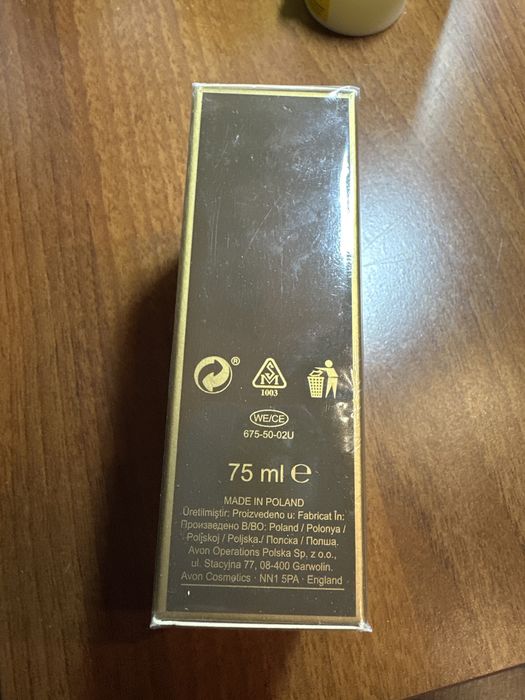 ®
SM
1003
WE/CE
675-50-02U
75 ml ℮
MADE IN POLAND
Üretilmiştir: Proizvedeno u: Fabricat În:
Произведено В/ВО: Poland / Polonya /
Poljskoj / Poljska / Полска / Польша.
Avon Operations Polska Sp. z o.o.,
ul. Stacyjna 77, 08-400 Garwolin.
Avon Cosmetics · NN1 5PA · England